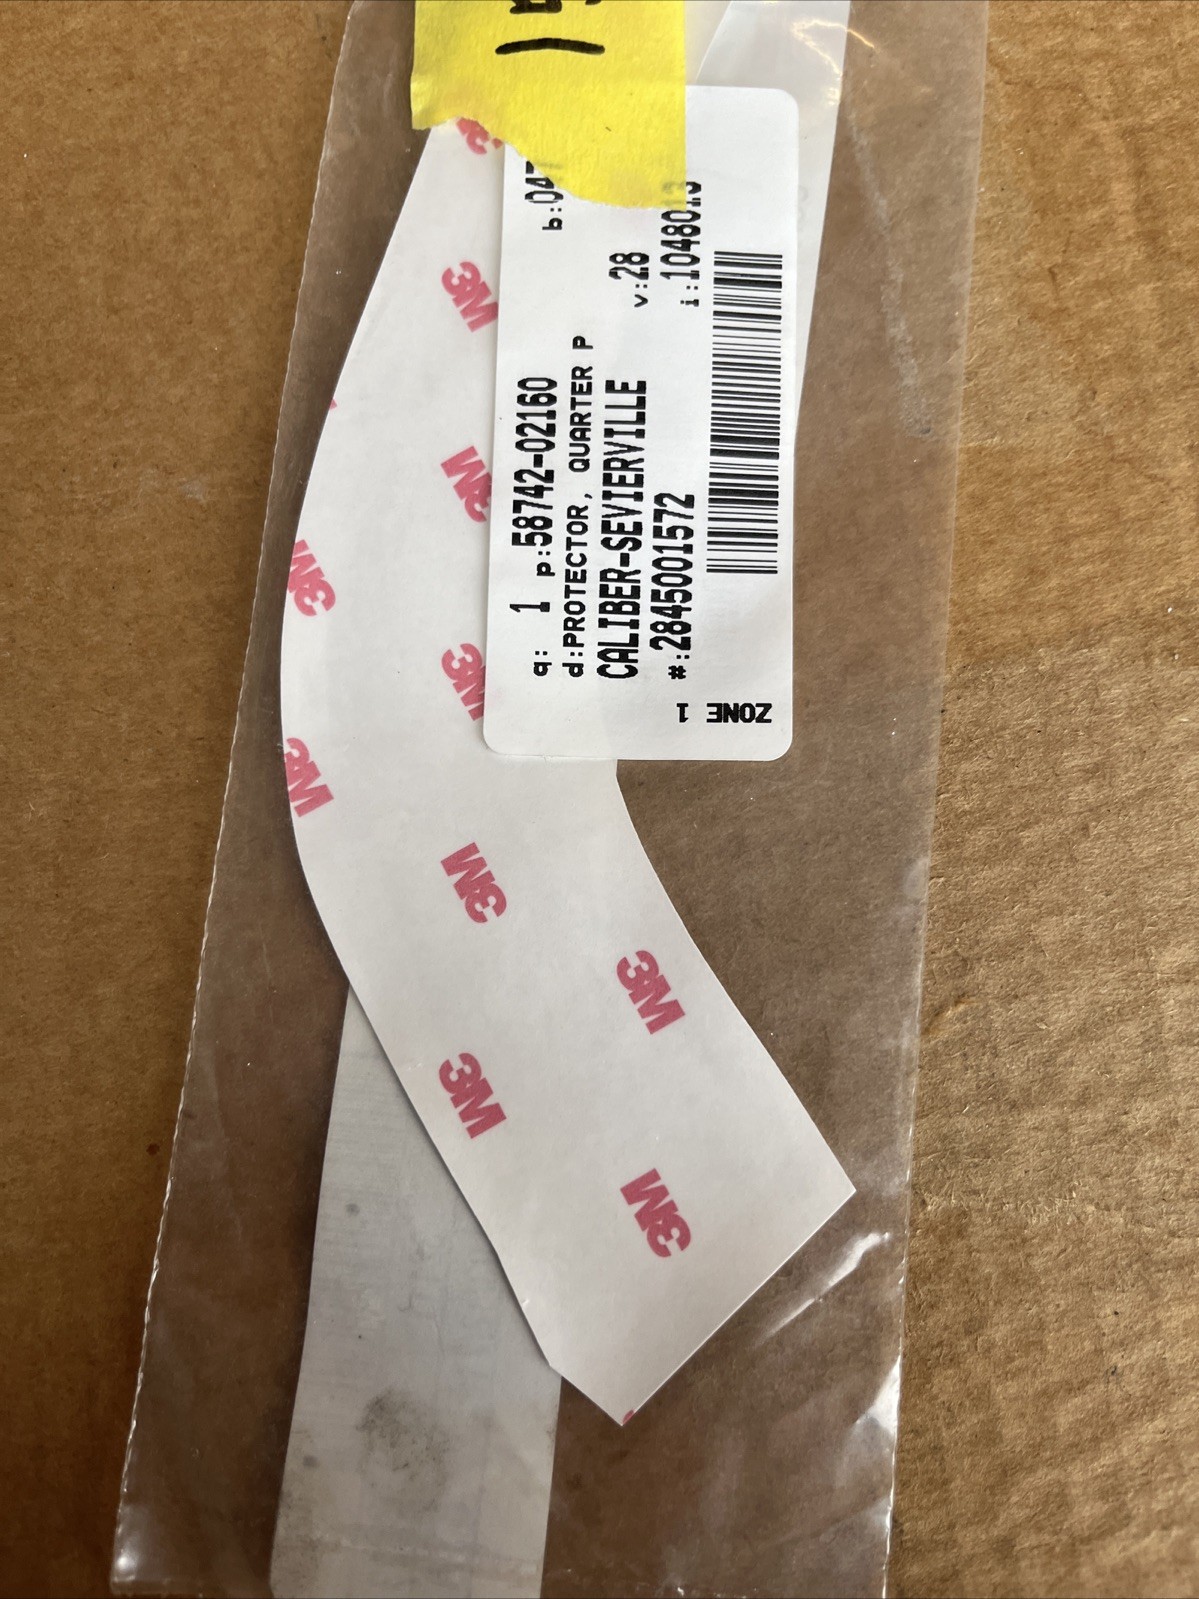 q: 1 p:58742-02160
d:PROTECTOR, QUARTER P
CALIBER-SEVIERVILLE
v:28
#:2845001572
ZONE 1
3M
3M
3M
3M
3M
3M
3M
3M
3M
3M